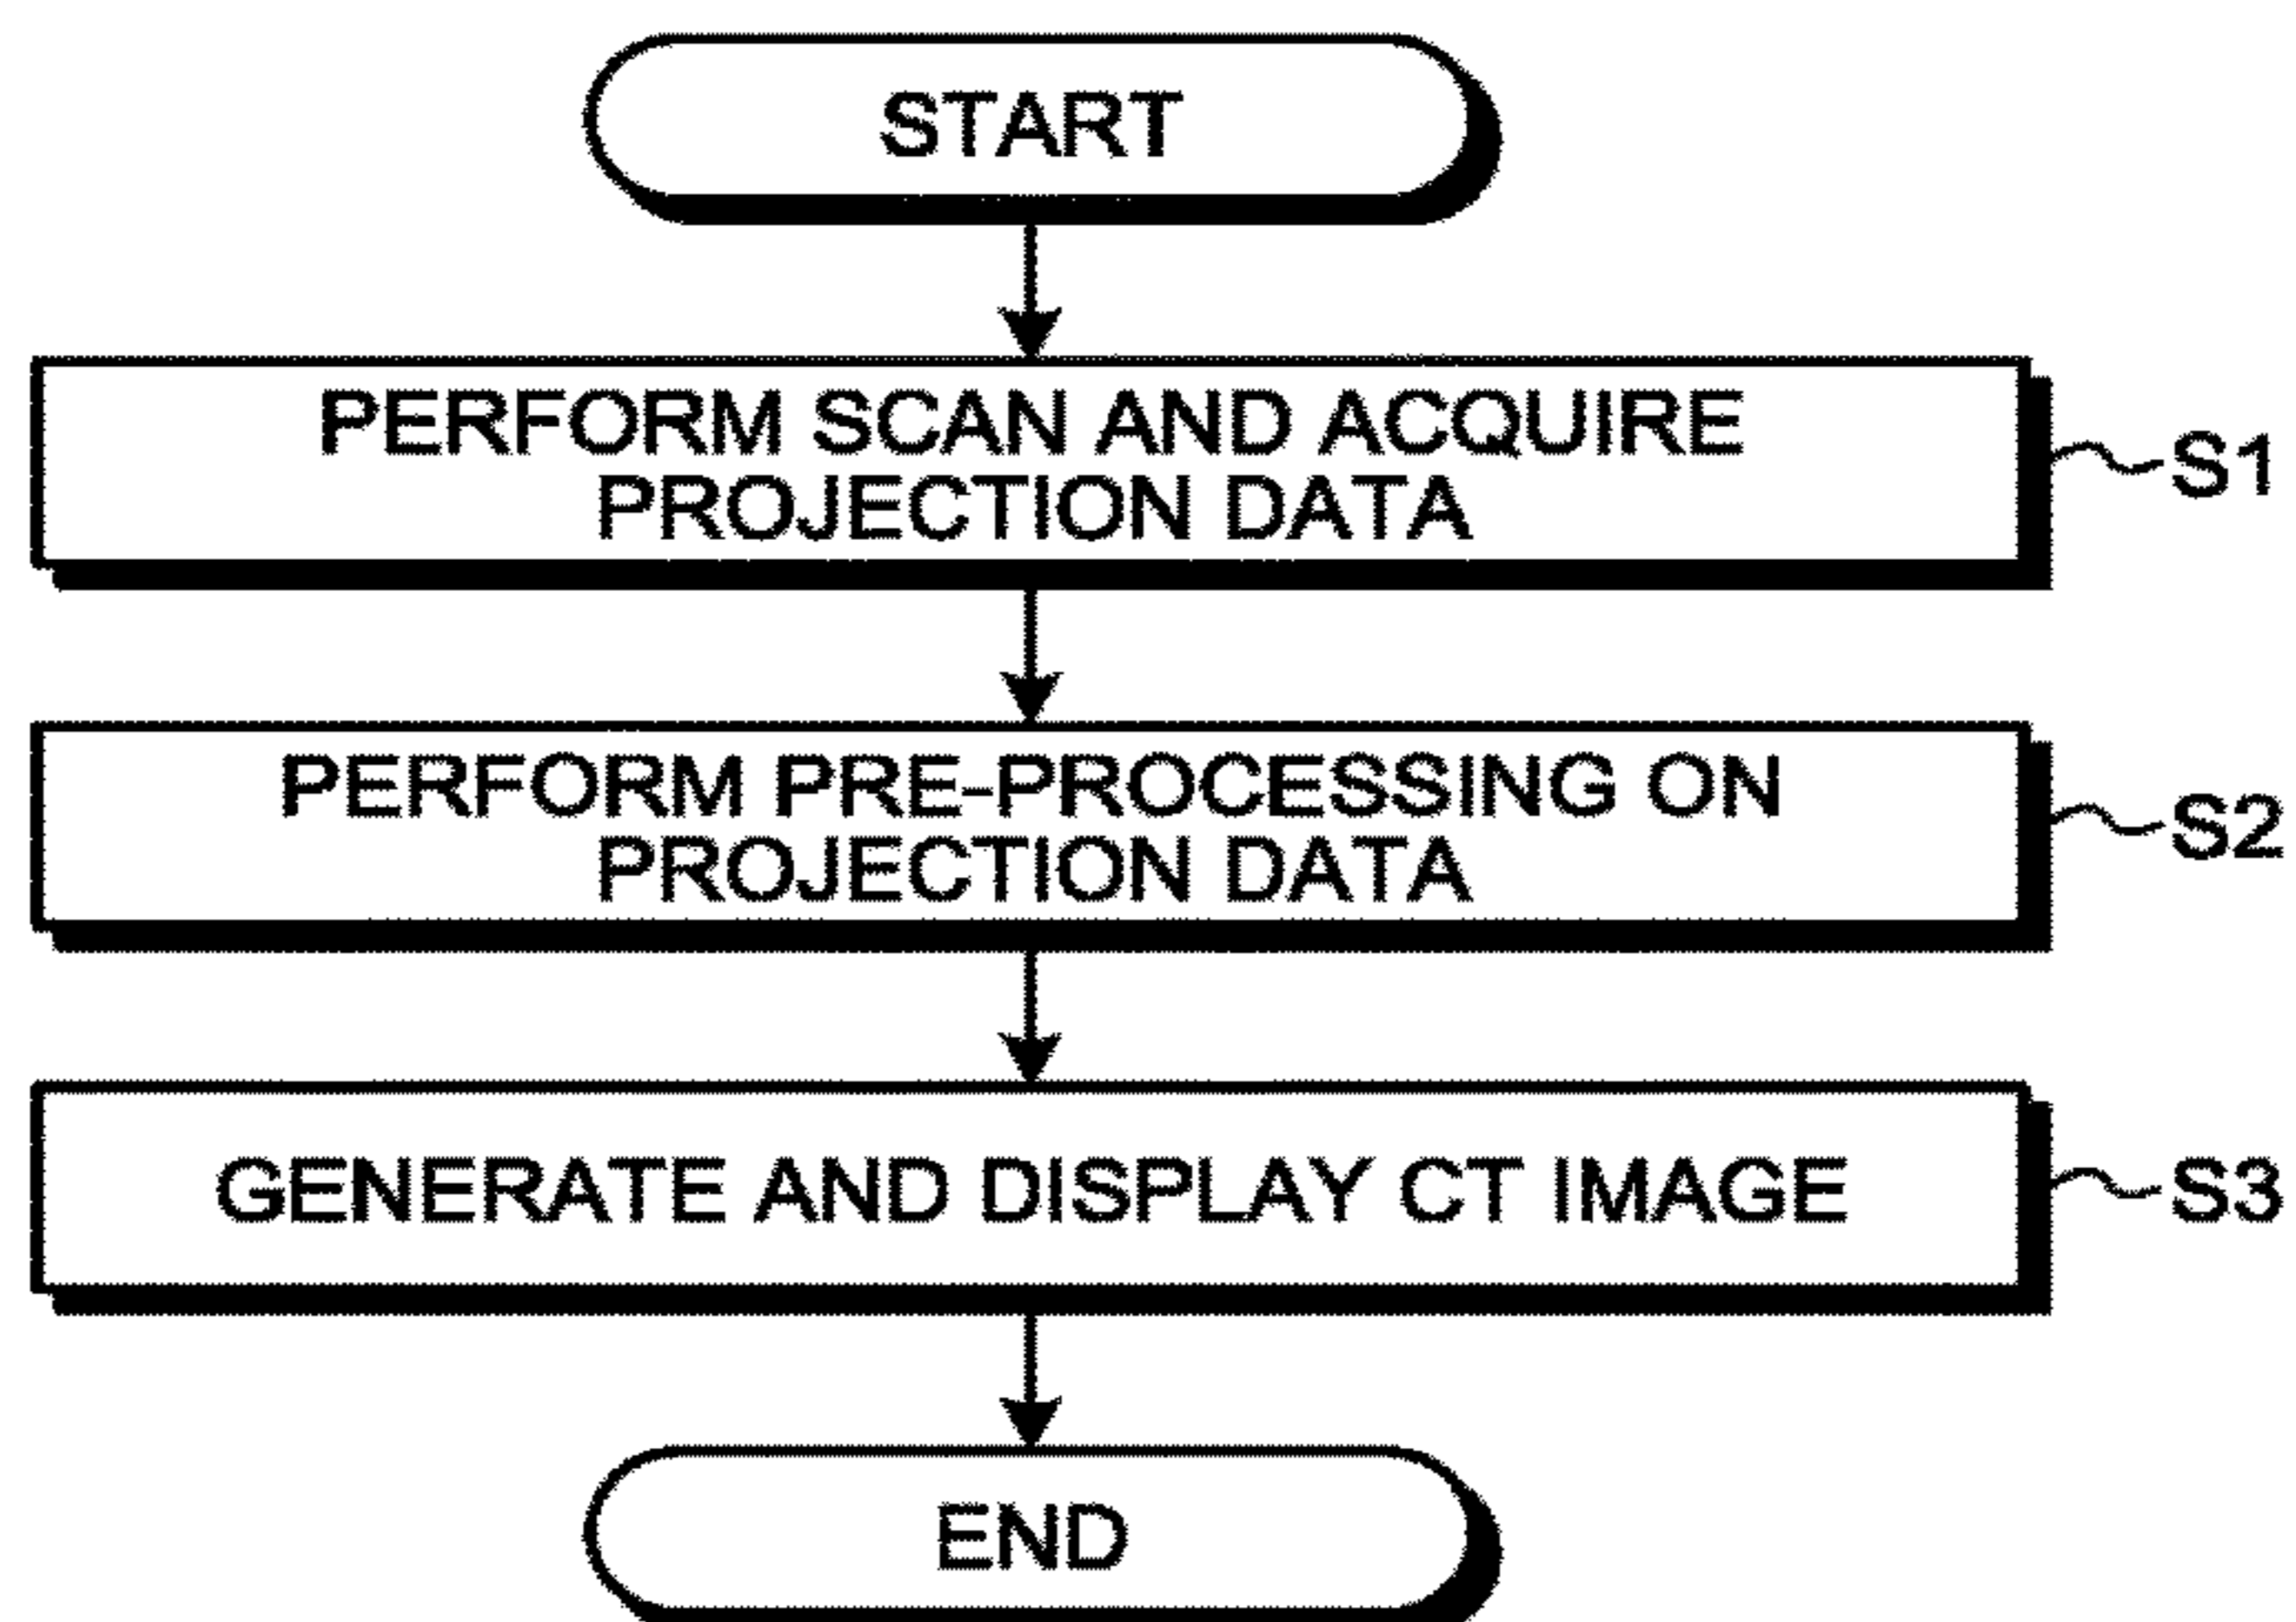 START
PERFORM SCAN AND ACQUIRE
PROJECTION DATA
S1
PERFORM PRE-PROCESSING ON
PROJECTION DATA
S2
GENERATE AND DISPLAY CT IMAGE
S3
END